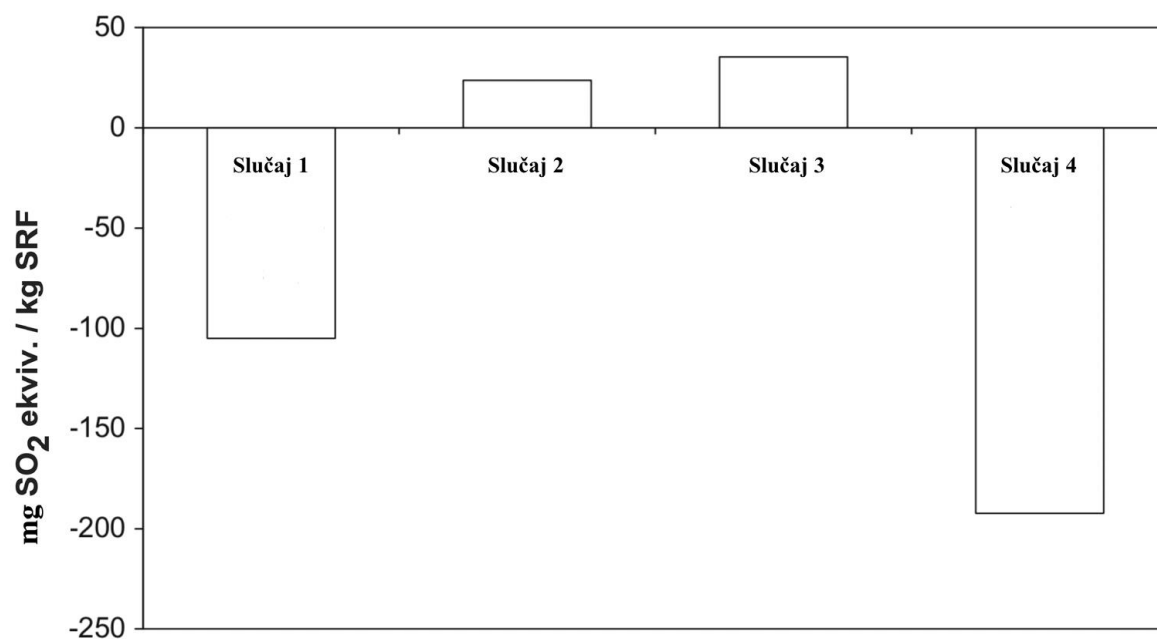 50
0
-50
-100
-150
-200
-250
mg SO₂ ekviv. / kg SRF
Slučaj 1
Slučaj 2
Slučaj 3
Slučaj 4